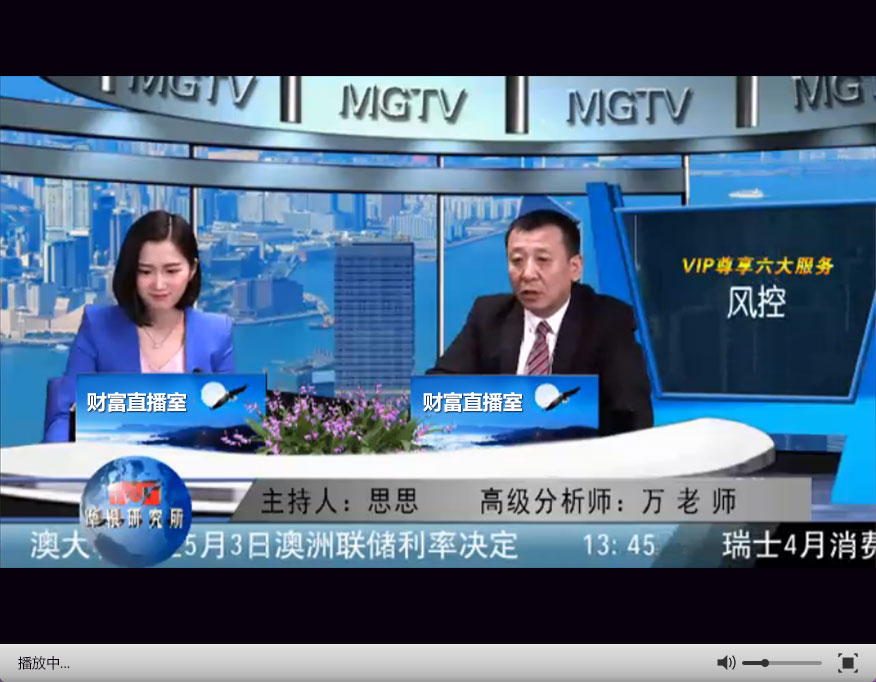 MGTV
MGTV
MGTV
MG
VIP尊享六大服务
风控
财富直播室
财富直播室
主持人：思思
高级分析师：万 老 师
研究所
澳大
5月3日澳洲联储利率决定
13:45
瑞士4月消费
播放中...